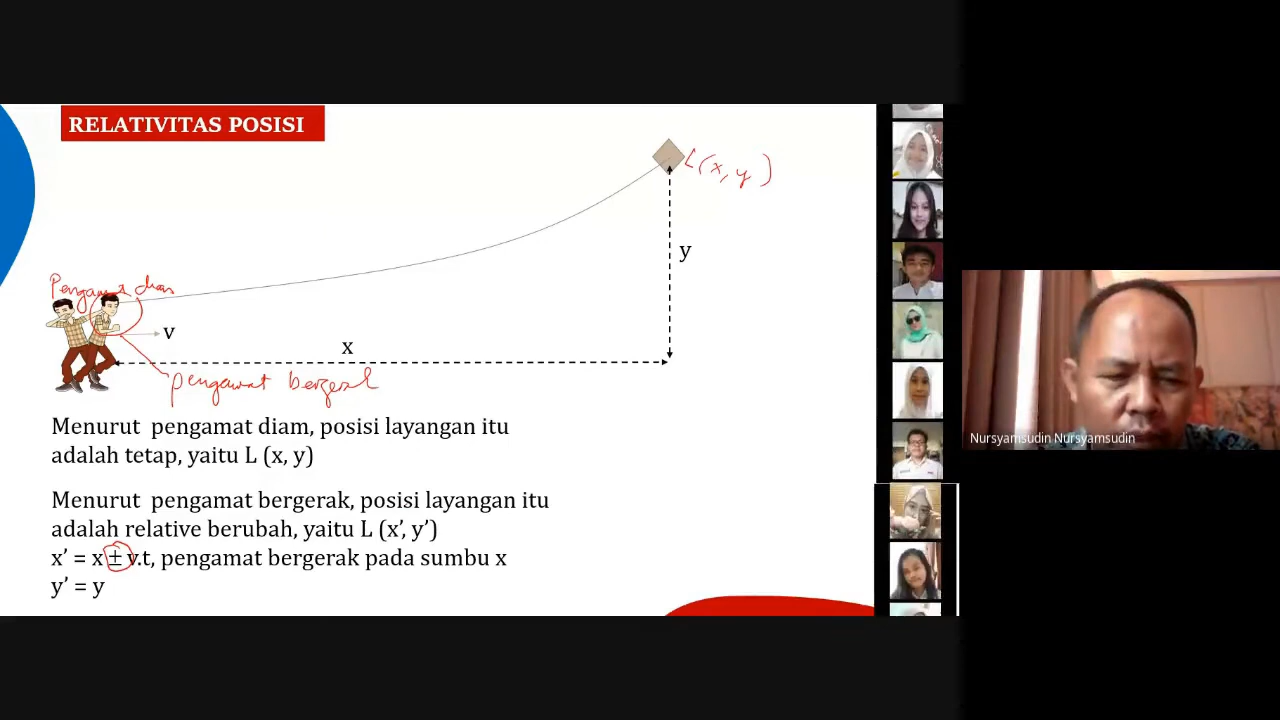 RELATIVITAS POSISI
L(x, y)
y
Pengamat diam
v
x
pengamat bergerak
Menurut pengamat diam, posisi layangan itu
adalah tetap, yaitu L (x, y)
Menurut pengamat bergerak, posisi layangan itu
adalah relative berubah, yaitu L (x’, y’)
x’ = x ± v.t, pengamat bergerak pada sumbu x
y’ = y
Nursyamsudin Nursyamsudin